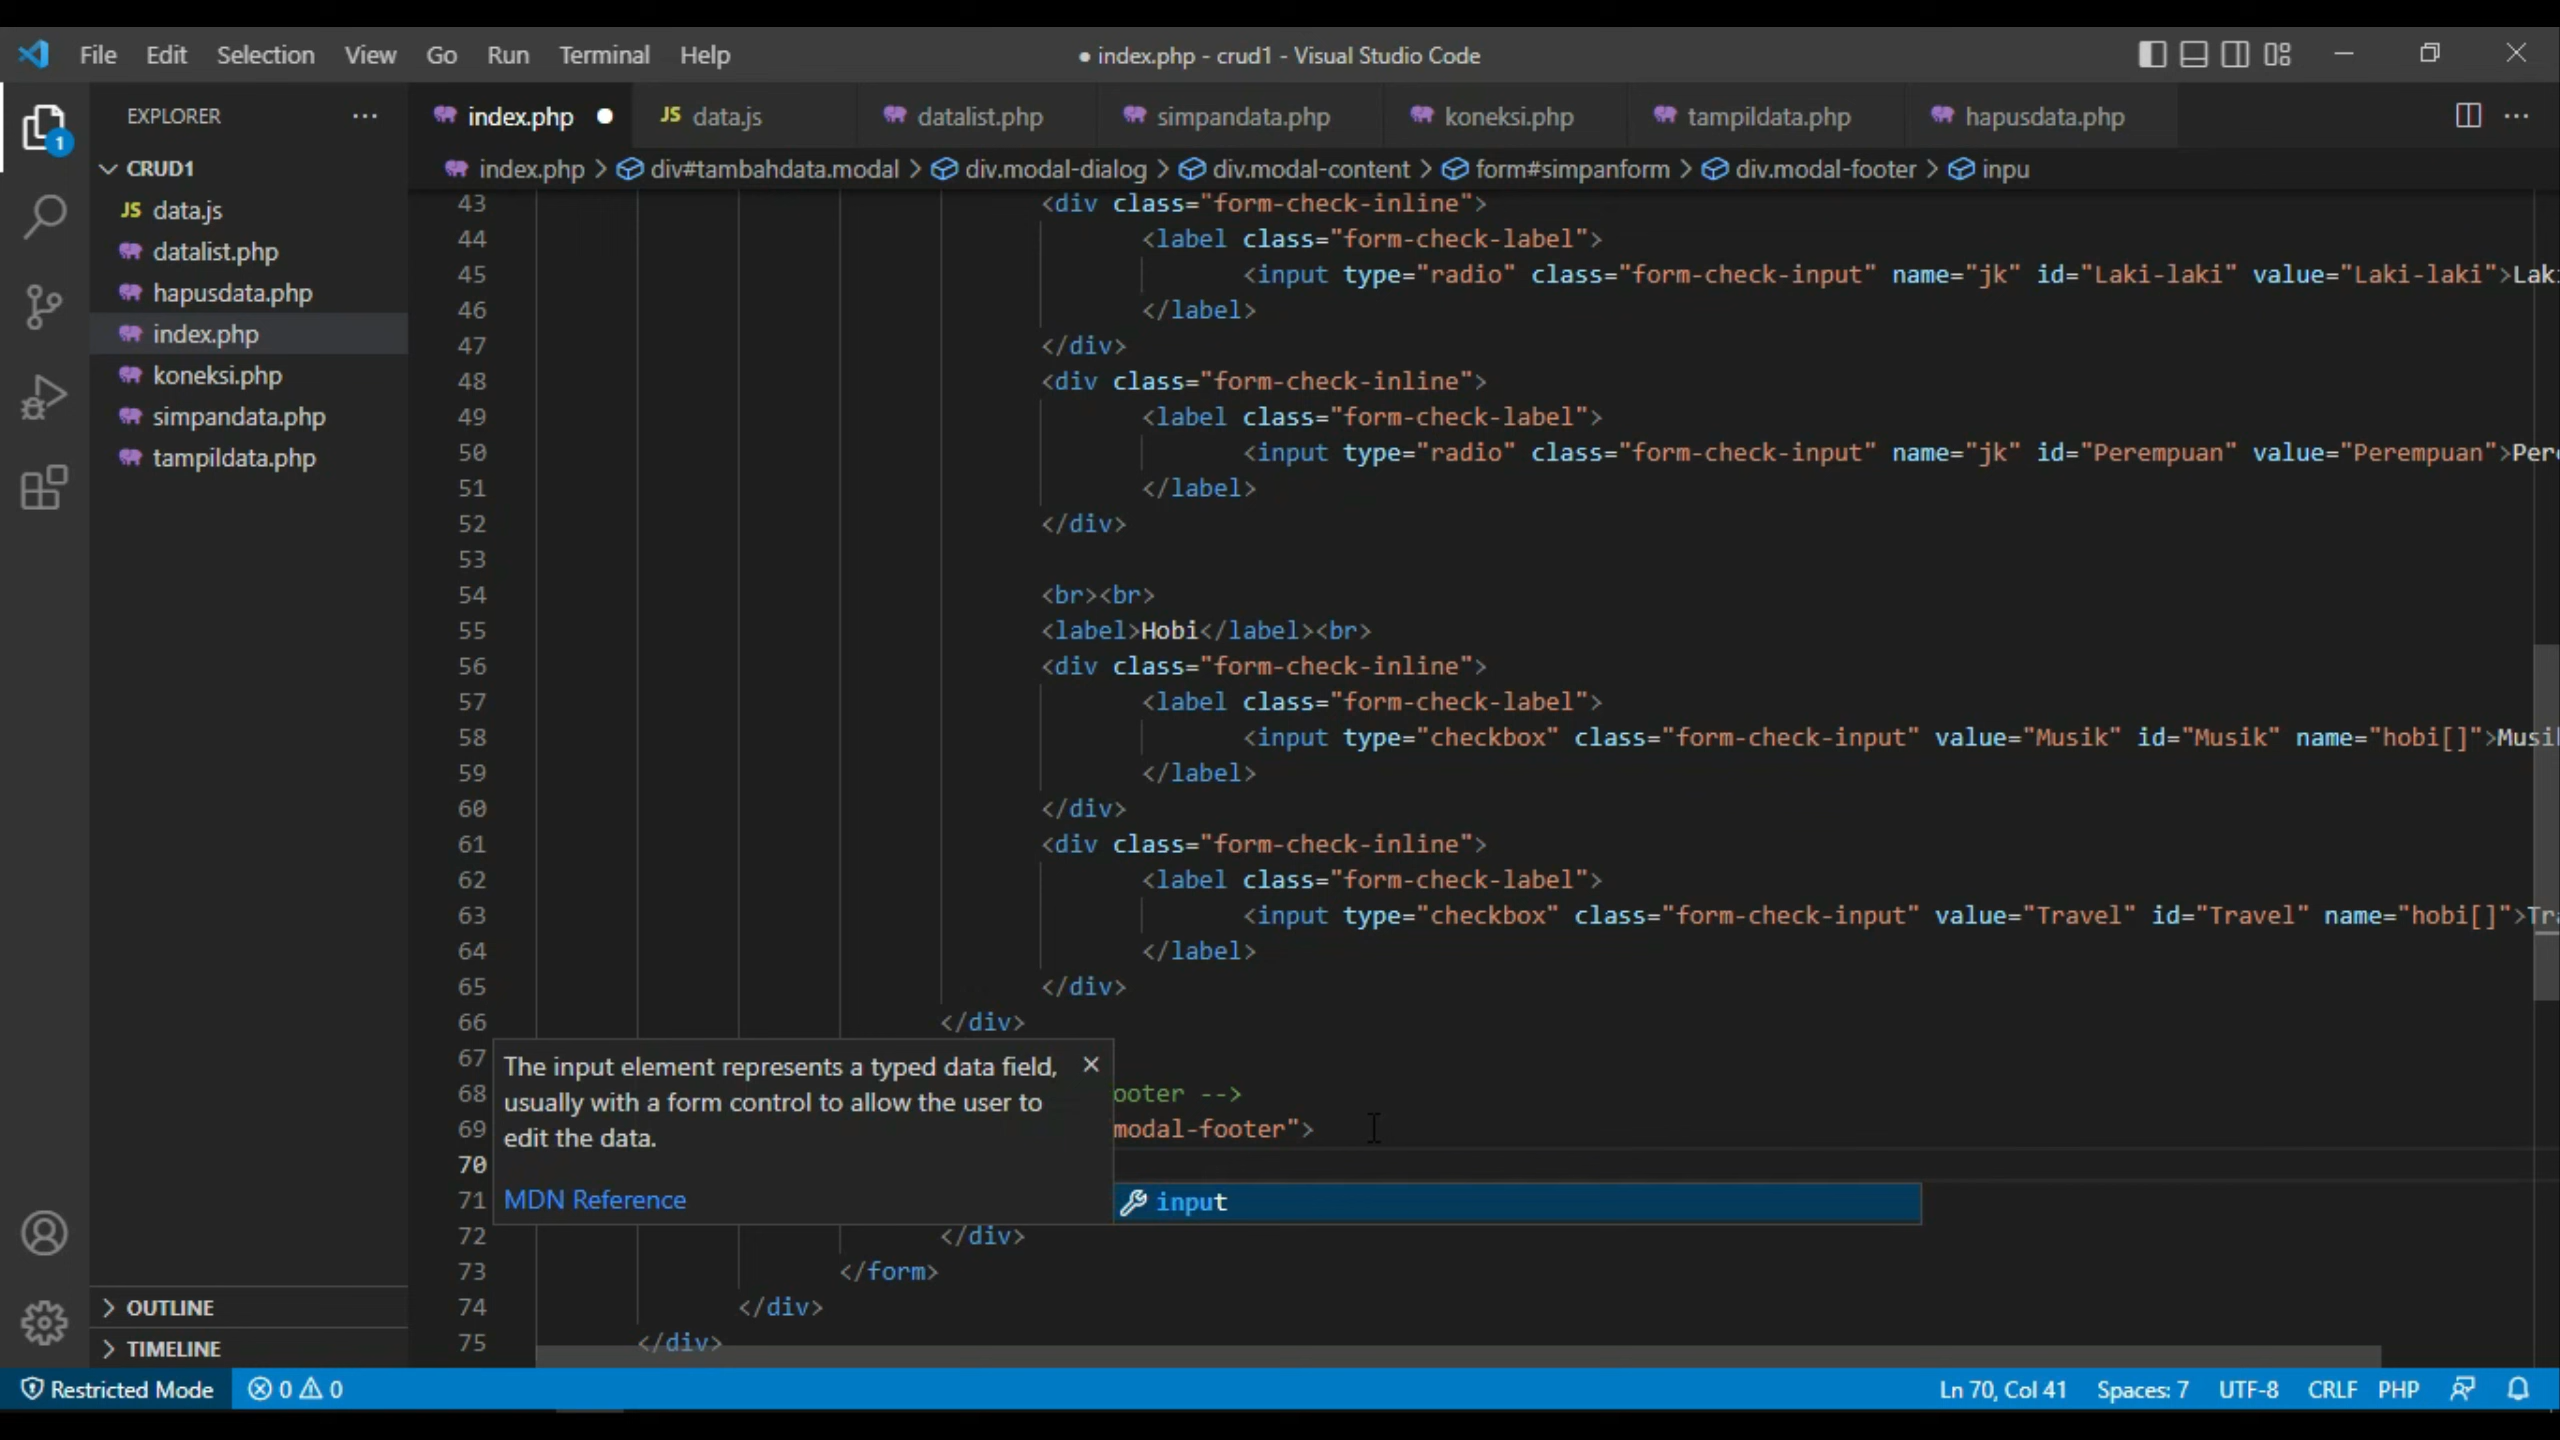 File Edit Selection View Go Run Terminal Help
● index.php - crud1 - Visual Studio Code
EXPLORER ···
index.php ● JS data.js datalist.php simpandata.php koneksi.php tampildata.php hapusdata.php ···
index.php > div#tambahdata.modal > div.modal-dialog > div.modal-content > form#simpanform > div.modal-footer > inpu
1
CRUD1
JS data.js
datalist.php
hapusdata.php
index.php
koneksi.php
simpandata.php
tampildata.php
OUTLINE
TIMELINE
43 <div class="form-check-inline">
44 <label class="form-check-label">
45 <input type="radio" class="form-check-input" name="jk" id="Laki-laki" value="Laki-laki">Lak
46 </label>
47 </div>
48 <div class="form-check-inline">
49 <label class="form-check-label">
50 <input type="radio" class="form-check-input" name="jk" id="Perempuan" value="Perempuan">Per
51 </label>
52 </div>
53
54 <br><br>
55 <label>Hobi</label><br>
56 <div class="form-check-inline">
57 <label class="form-check-label">
58 <input type="checkbox" class="form-check-input" value="Musik" id="Musik" name="hobi[]">Musi
59 </label>
60 </div>
61 <div class="form-check-inline">
62 <label class="form-check-label">
63 <input type="checkbox" class="form-check-input" value="Travel" id="Travel" name="hobi[]">Tr
64 </label>
65 </div>
66 </div>
67
68 ooter -->
69 modal-footer">
70
71
72 </div>
73 </form>
74 </div>
75 </div>
The input element represents a typed data field,
usually with a form control to allow the user to
edit the data.
MDN Reference
input
Restricted Mode 0 0 Ln 70, Col 41 Spaces: 7 UTF-8 CRLF PHP